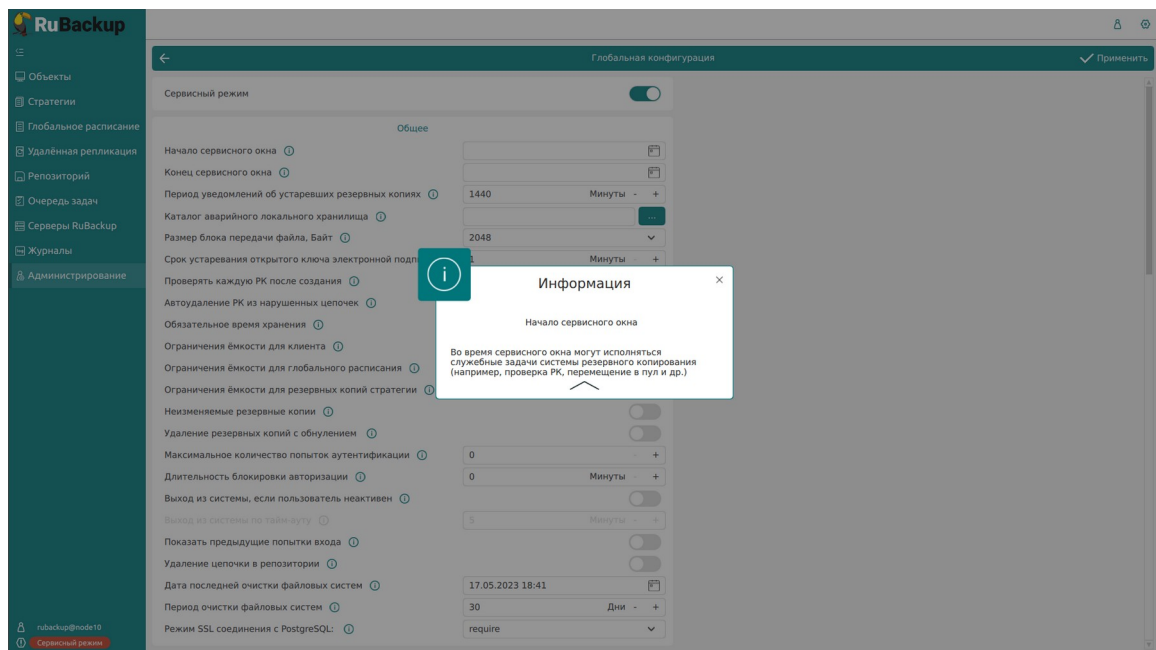 RuBackup
Объекты
Стратегии
Глобальное расписание
Удалённая репликация
Репозиторий
Очередь задач
Серверы RuBackup
Журналы
Администрирование
rubackup@node10
Сервисный режим
Глобальная конфигурация
Применить
Сервисный режим
Общее
Начало сервисного окна
Конец сервисного окна
Период уведомлений об устаревших резервных копиях 1440 Минуты - +
Каталог аварийного локального хранилища ...
Размер блока передачи файла, Байт 2048
Срок устаревания открытого ключа электронной Минуты - +
Проверять каждую РК после создания
Автоудаление РК из нарушенных цепочек
Обязательное время хранения
Ограничения ёмкости для клиента
Ограничения ёмкости для глобального расписания
Ограничения ёмкости для резервных копий стратегии
Информация
Начало сервисного окна
Во время сервисного окна могут исполняться
служебные задачи системы резервного копирования
(например, проверка РК, перемещение в пул и др.)
Неизменяемые резервные копии
Удаление резервных копий с обнулением
Максимальное количество попыток аутентификации 0 - +
Длительность блокировки авторизации 0 Минуты - +
Выход из системы, если пользователь неактивен
Выход из системы по тайм-ауту 5 Минуты - +
Показать предыдущие попытки входа
Удаление цепочки в репозитории
Дата последней очистки файловых систем 17.05.2023 18:41
Период очистки файловых систем 30 Дни - +
Режим SSL соединения с PostgreSQL: require